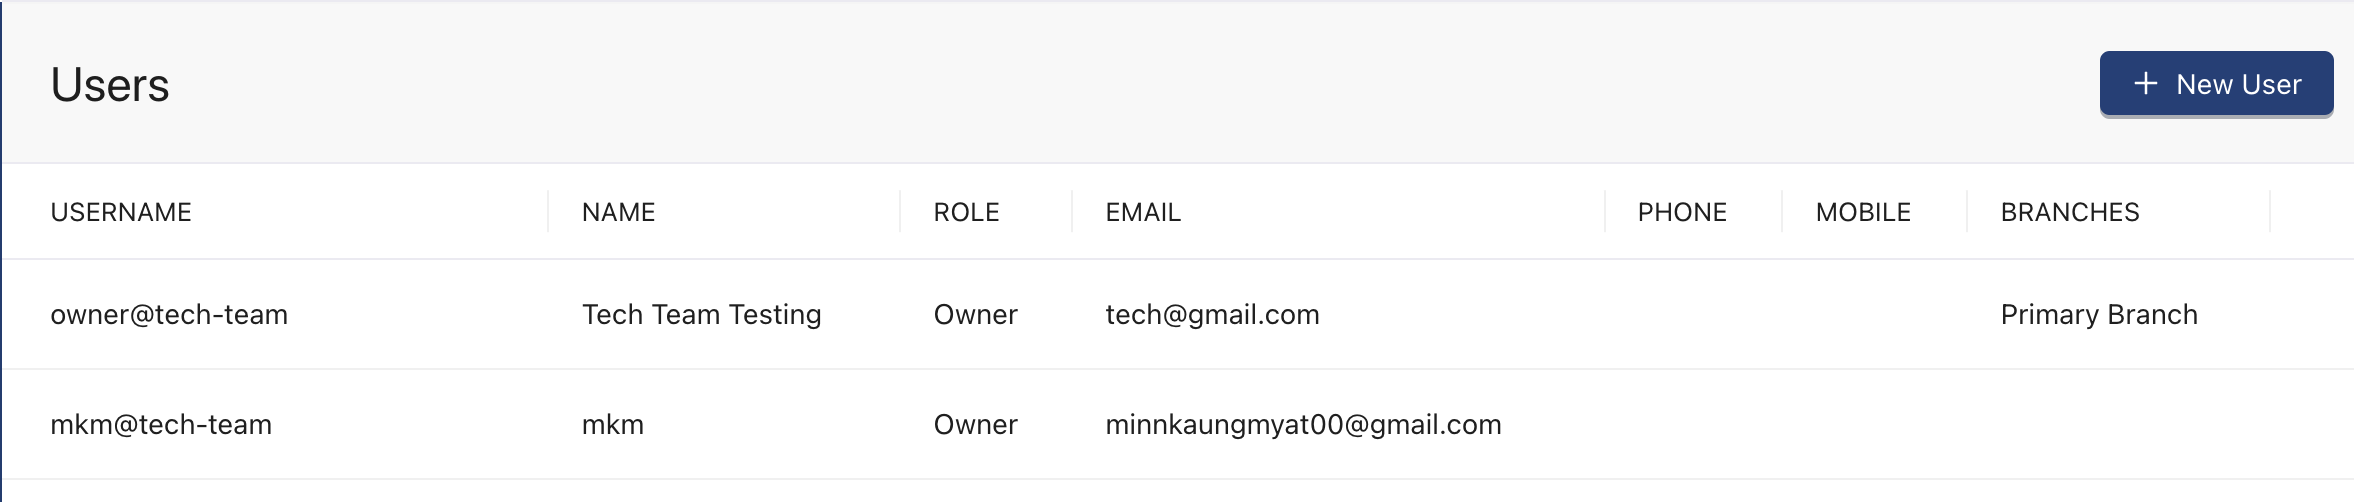 Users
+ New User
USERNAME NAME ROLE EMAIL PHONE MOBILE BRANCHES
owner@tech-team Tech Team Testing Owner tech@gmail.com Primary Branch
mkm@tech-team mkm Owner minnkaungmyat00@gmail.com